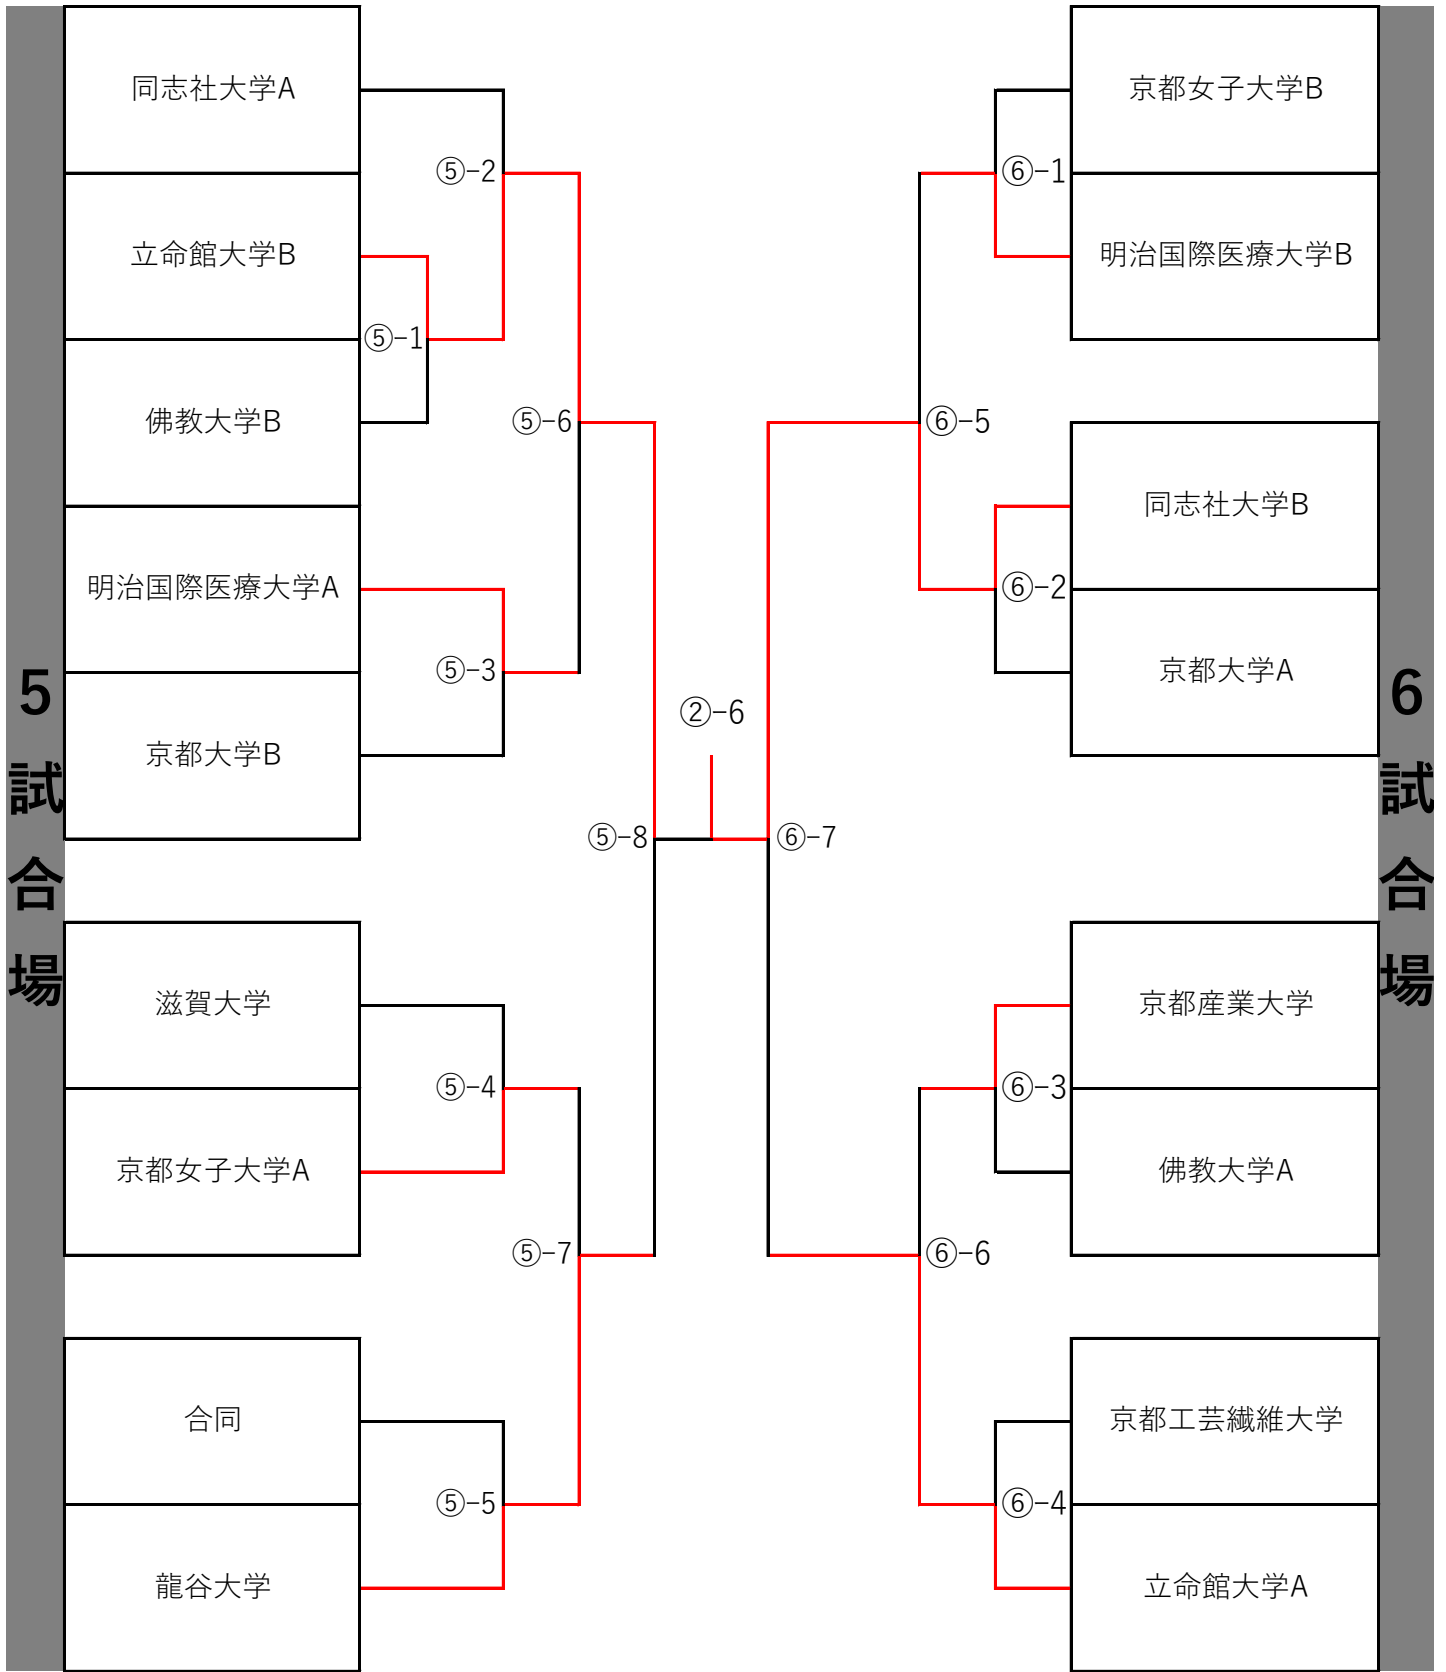 5試合場
同志社大学A
立命館大学B
佛教大学B
明治国際医療大学A
京都大学B
滋賀大学
京都女子大学A
合同
龍谷大学
⑤-2
⑤-1
⑤-6
⑤-3
⑤-8
⑤-4
⑤-7
⑤-5
②-6
⑥-1
⑥-5
⑥-2
⑥-7
⑥-3
⑥-6
⑥-4
京都女子大学B
明治国際医療大学B
同志社大学B
京都大学A
京都産業大学
佛教大学A
京都工芸繊維大学
立命館大学A
6試合場